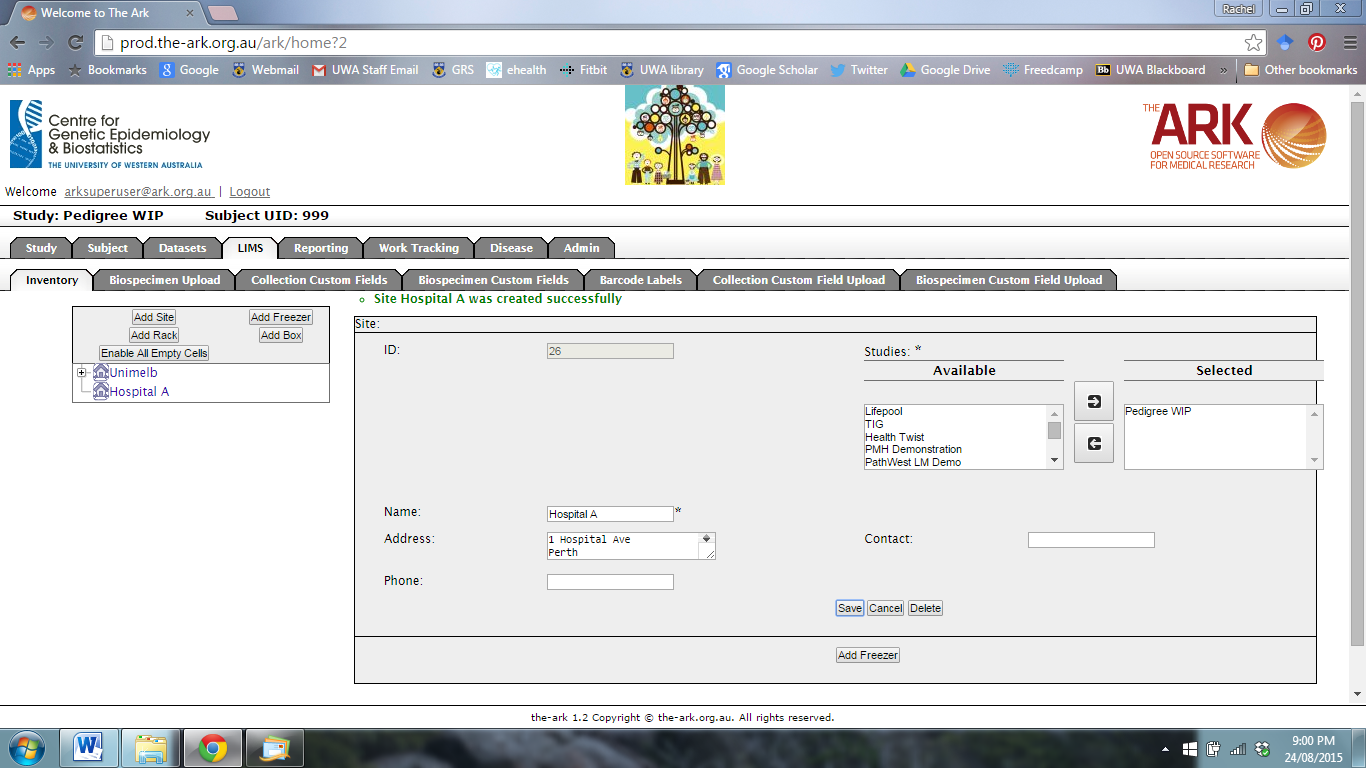 Welcome to The Ark
Rachel
prod.the-ark.org.au/ark/home?2
Apps Bookmarks Google Webmail UWA Staff Email GRS ehealth Fitbit UWA library Google Scholar Twitter Google Drive Freedcamp Bb UWA Blackboard » Other bookmarks
Centre for
Genetic Epidemiology
& Biostatistics
THE UNIVERSITY OF WESTERN AUSTRALIA
THE ARK
OPEN SOURCE SOFTWARE
FOR MEDICAL RESEARCH
Welcome arksuperuser@ark.org.au | Logout
Study: Pedigree WIP Subject UID: 999
Study Subject Datasets LIMS Reporting Work Tracking Disease Admin
Inventory Biospecimen Upload Collection Custom Fields Biospecimen Custom Fields Barcode Labels Collection Custom Field Upload Biospecimen Custom Field Upload
Site Hospital A was created successfully
Add Site Add Freezer
Add Rack Add Box
Enable All Empty Cells
Unimelb
Hospital A
Site:
ID: 26 Studies: *
Available Selected
Lifepool Pedigree WIP
TIG
Health Twist
PMH Demonstration
PathWest LM Demo
Name: Hospital A *
Address: 1 Hospital Ave Contact:
Perth
Phone:
Save Cancel Delete
Add Freezer
the-ark 1.2 Copyright © the-ark.org.au. All rights reserved.
9:00 PM
24/08/2015